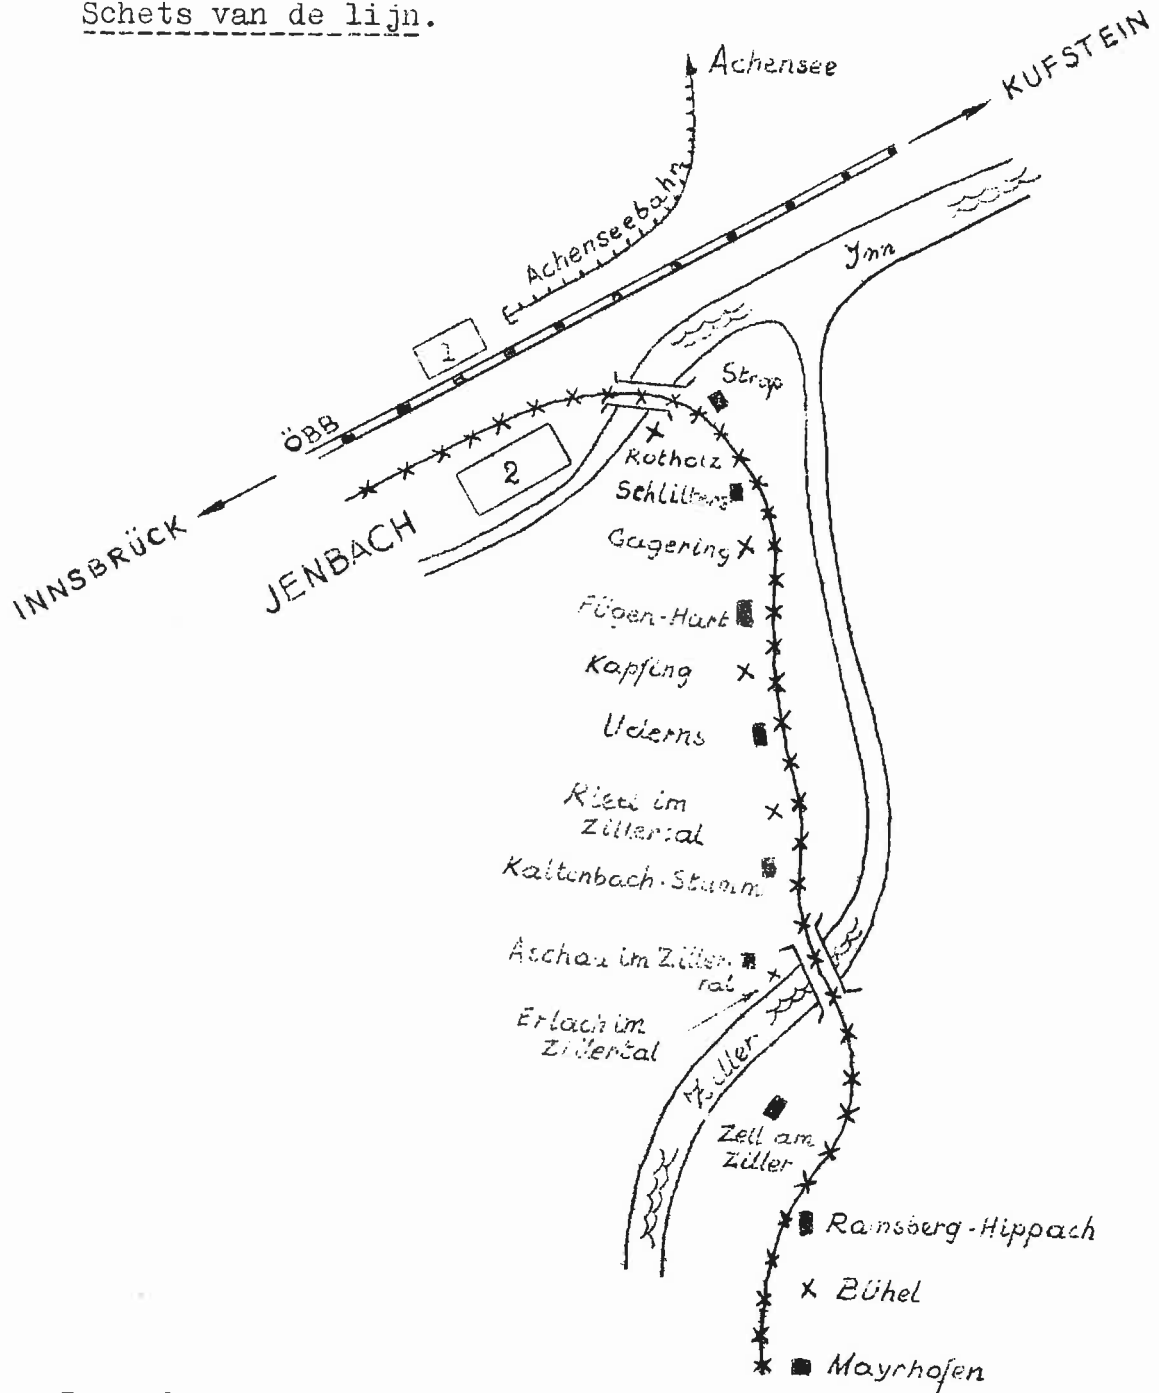 Schets van de lijn.
Achensee
KUFSTEIN
Achenseebahn
Inn
2
ÖBB
Strap
INNSBRÜCK
JENBACH
2
Rotholz
Schlitters
Gagering
Fügen-Hart
Kapfing
Uderns
Ried im
Zillertal
Kaltenbach-Stumm
Aschau im Ziller
tal
Erlach im
Zillertal
Ziller
Zell am
Ziller
Ramsberg-Hippach
Bühel
Mayrhofen